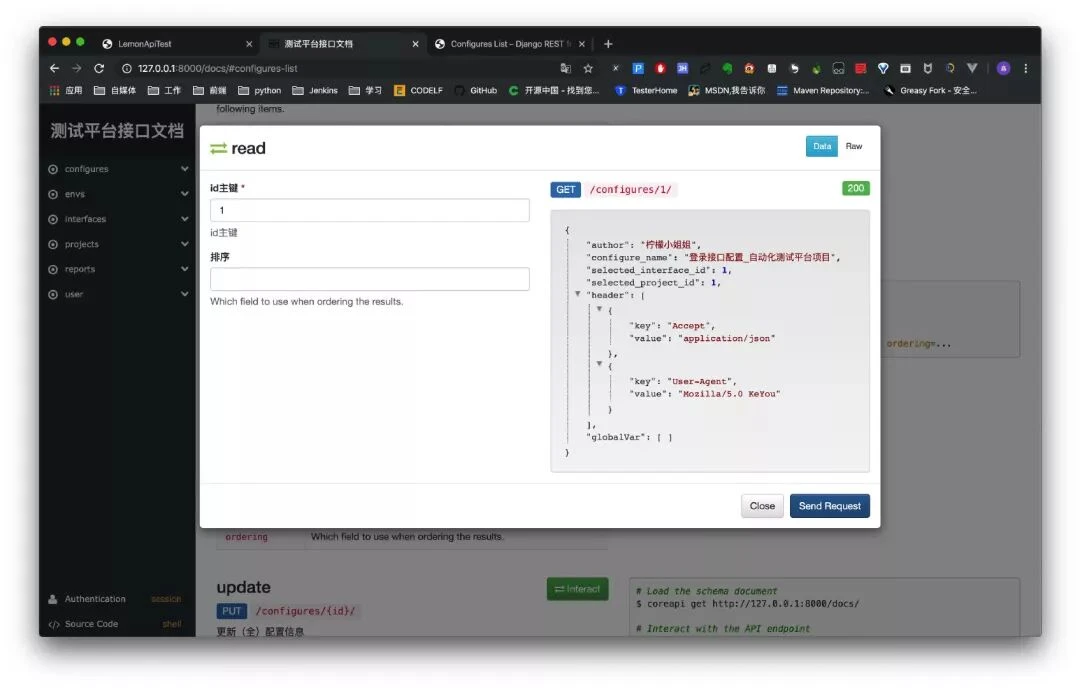 LemonApiTest
测试平台接口文档
Configures List – Django REST f
127.0.0.1:8000/docs/#configures-list
应用 自媒体 工作 前端 python Jenkins 学习 CODELF GitHub 开源中国 - 找到您... TesterHome MSDN,我告诉你 Maven Repository:... Greasy Fork - 安全...
测试平台接口文档
configures
envs
interfaces
projects
reports
user
Authentication session
Source Code shell
following items.
read
Data Raw
id主键 *
1
id主键
排序
Which field to use when ordering the results.
GET /configures/1/ 200
{
"author": "柠檬小姐姐",
"configure_name": "登录接口配置_自动化测试平台项目",
"selected_interface_id": 1,
"selected_project_id": 1,
"header": [
{
"key": "Accept",
"value": "application/json"
},
{
"key": "User-Agent",
"value": "Mozilla/5.0 KeYou"
}
],
"globalVar": [ ]
}
Close Send Request
ordering=...
ordering Which field to use when ordering the results.
update
Interact
PUT /configures/{id}/
更新（全）配置信息
# Load the schema document
$ coreapi get http://127.0.0.1:8000/docs/
# Interact with the API endpoint